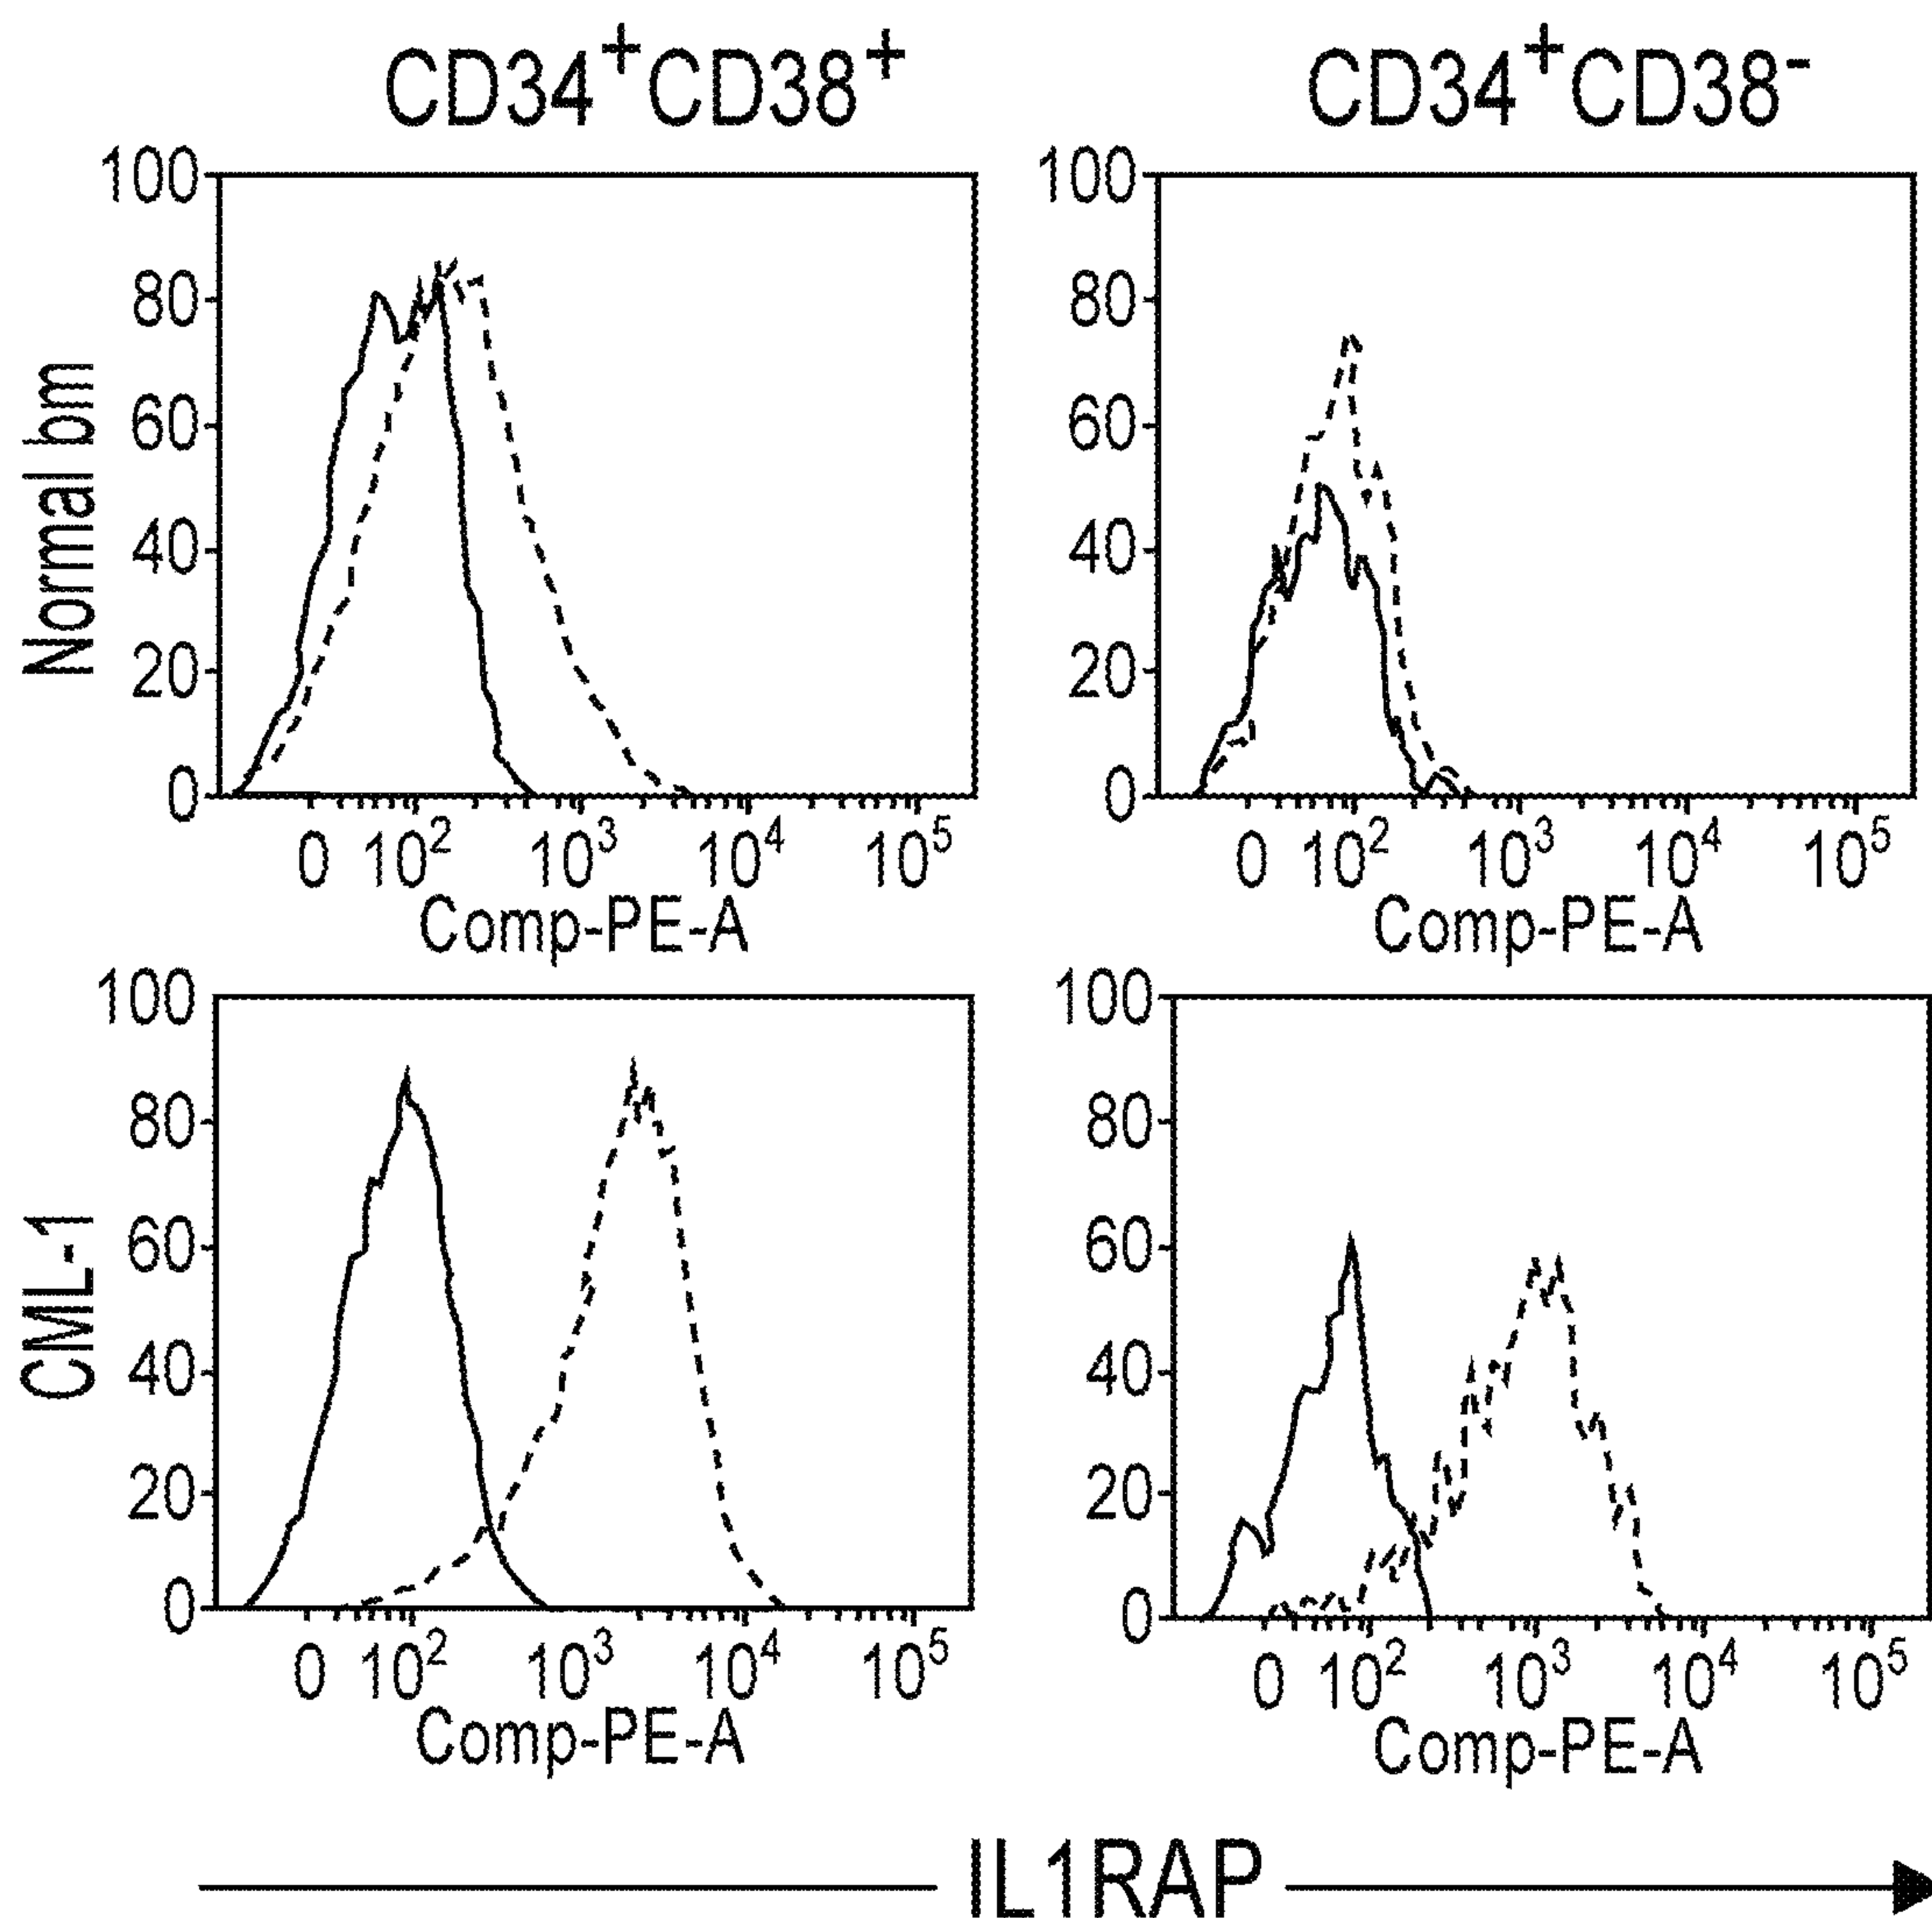 CD34⁺CD38⁺ CD34⁺CD38⁻
Normal bm
100 100
80 80
60 60
40 40
20 20
0 0
0 10² 10³ 10⁴ 10⁵ 0 10² 10³ 10⁴ 10⁵
Comp-PE-A Comp-PE-A
CML-1
100 100
80 80
60 60
40 40
20 20
0 0
0 10² 10³ 10⁴ 10⁵ 0 10² 10³ 10⁴ 10⁵
Comp-PE-A Comp-PE-A
IL1RAP